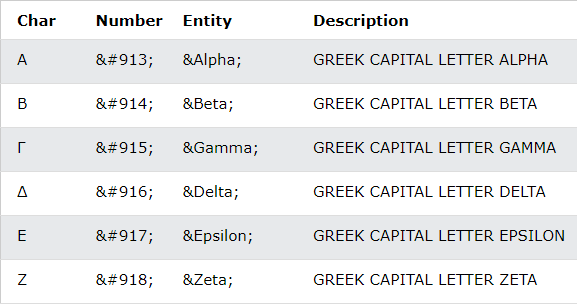 Char Number Entity Description
Α &#913; &Alpha; GREEK CAPITAL LETTER ALPHA
Β &#914; &Beta; GREEK CAPITAL LETTER BETA
Γ &#915; &Gamma; GREEK CAPITAL LETTER GAMMA
Δ &#916; &Delta; GREEK CAPITAL LETTER DELTA
Ε &#917; &Epsilon; GREEK CAPITAL LETTER EPSILON
Ζ &#918; &Zeta; GREEK CAPITAL LETTER ZETA